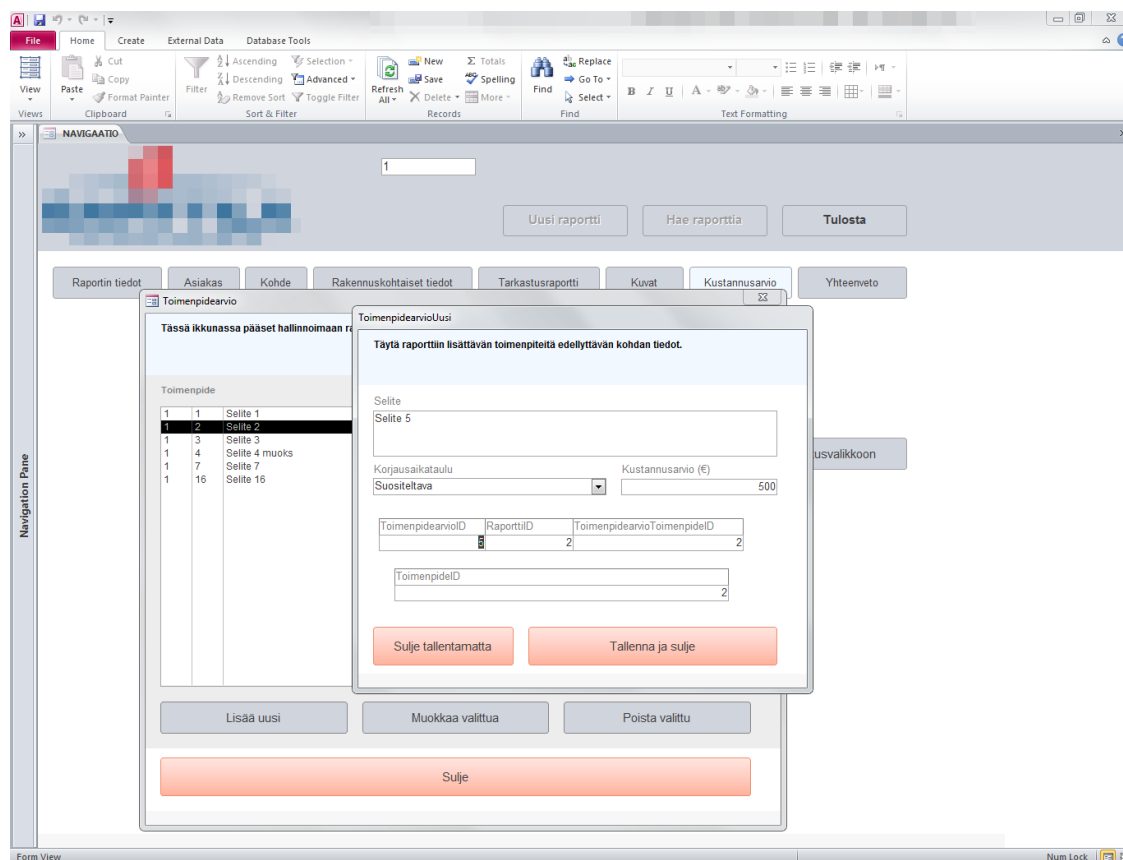 A
File Home Create External Data Database Tools
View Paste Cut Copy Format Painter Filter Ascending Descending Remove Sort Selection Advanced Toggle Filter Refresh All New Save Delete Totals Spelling More Find Replace Go To Select B I U A
Views Clipboard Sort & Filter Records Find Text Formatting
» NAVIGAATIO
1
Uusi raportti Hae raporttia Tulosta
Raportin tiedot Asiakas Kohde Rakennuskohtaiset tiedot Tarkastusraportti Kuvat Kustannusarvio Yhteenveto
Toimenpidearvio
Tässä ikkunassa pääset hallinnoimaan
Toimenpide
1 1 Selite 1
1 2 Selite 2
1 3 Selite 3
1 4 Selite 4 muoks
1 7 Selite 7
1 16 Selite 16
Lisää uusi Muokkaa valittua Poista valittu
Sulje
ToimenpidearvioUusi
Täytä raporttiin lisättävän toimenpiteitä edellyttävän kohdan tiedot.
Selite
Selite 5
Korjausaikataulu Kustannusarvio (€)
Suositeltava 500
ToimenpidearvioID RaporttiID ToimenpidearvioToimenpideID
5 2 2
ToimenpideID
2
Sulje tallentamatta Tallenna ja sulje
usvalikkoon
Navigation Pane
Form View Num Lock